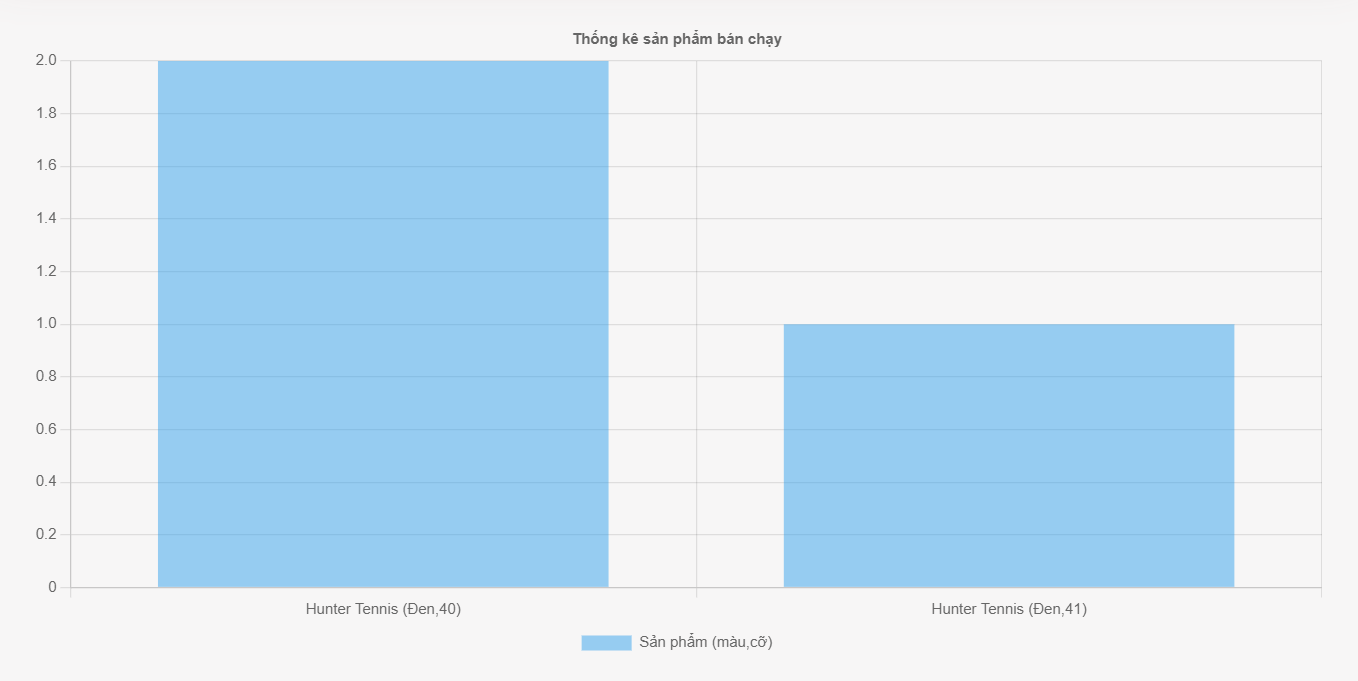 Thống kê sản phẩm bán chạy
2.0
1.8
1.6
1.4
1.2
1.0
0.8
0.6
0.4
0.2
0
Hunter Tennis (Đen,40)
Hunter Tennis (Đen,41)
Sản phẩm (màu,cỡ)